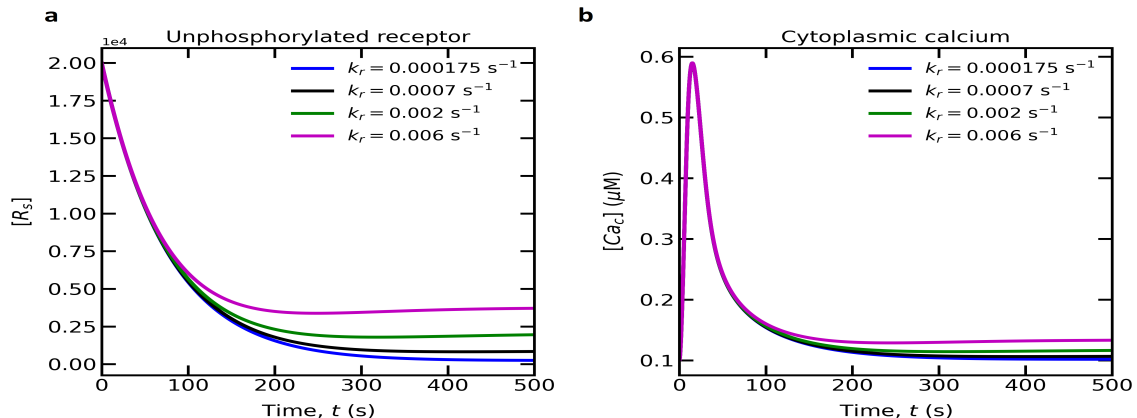 a
1e4
Unphosphorylated receptor
2.00
1.75
1.50
1.25
1.00
0.75
0.50
0.25
0.00
[R_s]
k_r = 0.000175 s⁻¹
k_r = 0.0007 s⁻¹
k_r = 0.002 s⁻¹
k_r = 0.006 s⁻¹
0 100 200 300 400 500
Time, t (s)
b
Cytoplasmic calcium
0.6
0.5
0.4
0.3
0.2
0.1
[Ca_c] (μM)
k_r = 0.000175 s⁻¹
k_r = 0.0007 s⁻¹
k_r = 0.002 s⁻¹
k_r = 0.006 s⁻¹
0 100 200 300 400 500
Time, t (s)